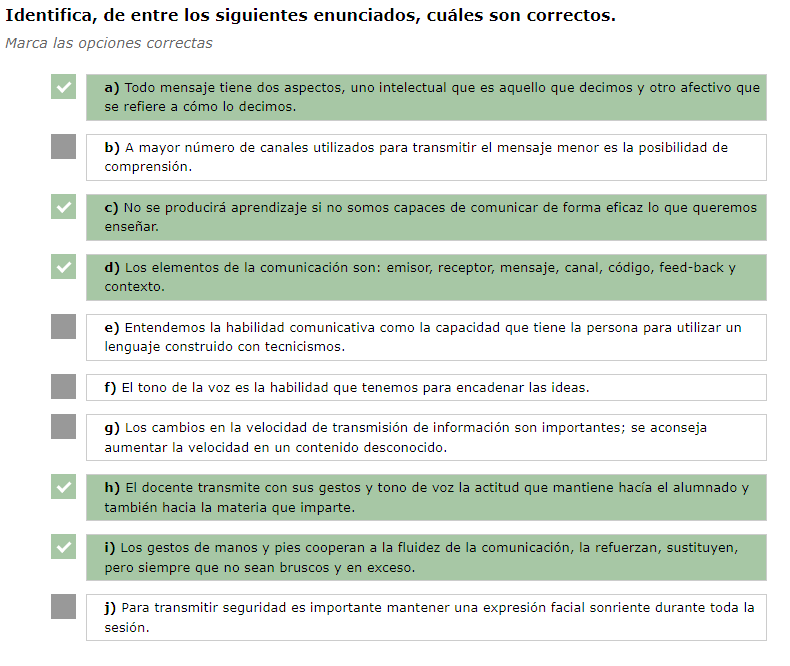 Identifica, de entre los siguientes enunciados, cuáles son correctos.
Marca las opciones correctas
a) Todo mensaje tiene dos aspectos, uno intelectual que es aquello que decimos y otro afectivo que
se refiere a cómo lo decimos.
b) A mayor número de canales utilizados para transmitir el mensaje menor es la posibilidad de
comprensión.
c) No se producirá aprendizaje si no somos capaces de comunicar de forma eficaz lo que queremos
enseñar.
d) Los elementos de la comunicación son: emisor, receptor, mensaje, canal, código, feed-back y
contexto.
e) Entendemos la habilidad comunicativa como la capacidad que tiene la persona para utilizar un
lenguaje construido con tecnicismos.
f) El tono de la voz es la habilidad que tenemos para encadenar las ideas.
g) Los cambios en la velocidad de transmisión de información son importantes; se aconseja
aumentar la velocidad en un contenido desconocido.
h) El docente transmite con sus gestos y tono de voz la actitud que mantiene hacía el alumnado y
también hacia la materia que imparte.
i) Los gestos de manos y pies cooperan a la fluidez de la comunicación, la refuerzan, sustituyen,
pero siempre que no sean bruscos y en exceso.
j) Para transmitir seguridad es importante mantener una expresión facial sonriente durante toda la
sesión.